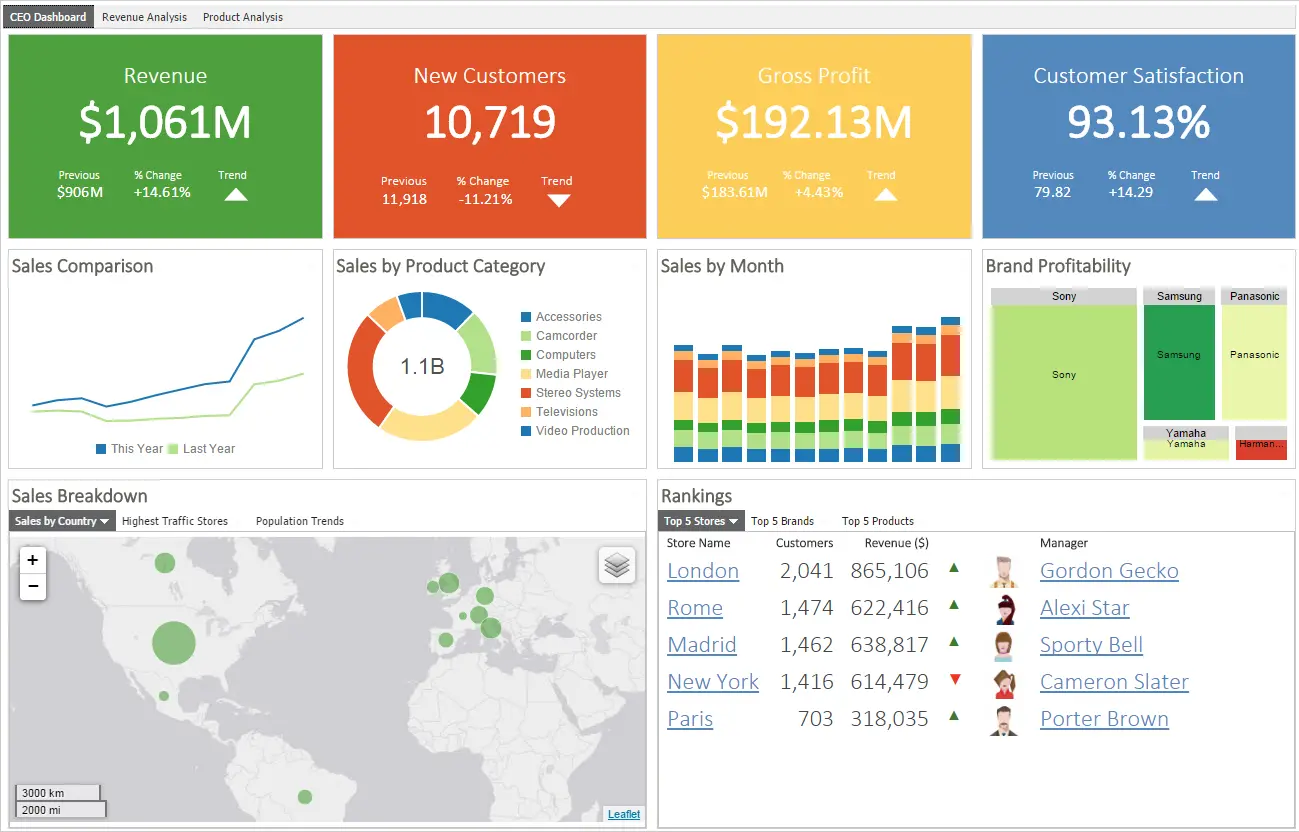 CEO Dashboard Revenue Analysis Product Analysis
Revenue
$1,061M
Previous % Change Trend
$906M +14.61%
New Customers
10,719
Previous % Change Trend
11,918 -11.21%
Gross Profit
$192.13M
Previous % Change Trend
$183.61M +4.43%
Customer Satisfaction
93.13%
Previous % Change Trend
79.82 +14.29
Sales Comparison
This Year Last Year
Sales by Product Category
1.1B
Accessories
Camcorder
Computers
Media Player
Stereo Systems
Televisions
Video Production
Sales by Month
Brand Profitability
Sony Samsung Panasonic
Samsung Panasonic
Sony
Yamaha
Yamaha Harman...
Sales Breakdown
Sales by Country Highest Traffic Stores Population Trends
+
−
3000 km
2000 mi
Leaflet
Rankings
Top 5 Stores Top 5 Brands Top 5 Products
Store Name Customers Revenue ($) Manager
London 2,041 865,106 Gordon Gecko
Rome 1,474 622,416 Alexi Star
Madrid 1,462 638,817 Sporty Bell
New York 1,416 614,479 Cameron Slater
Paris 703 318,035 Porter Brown